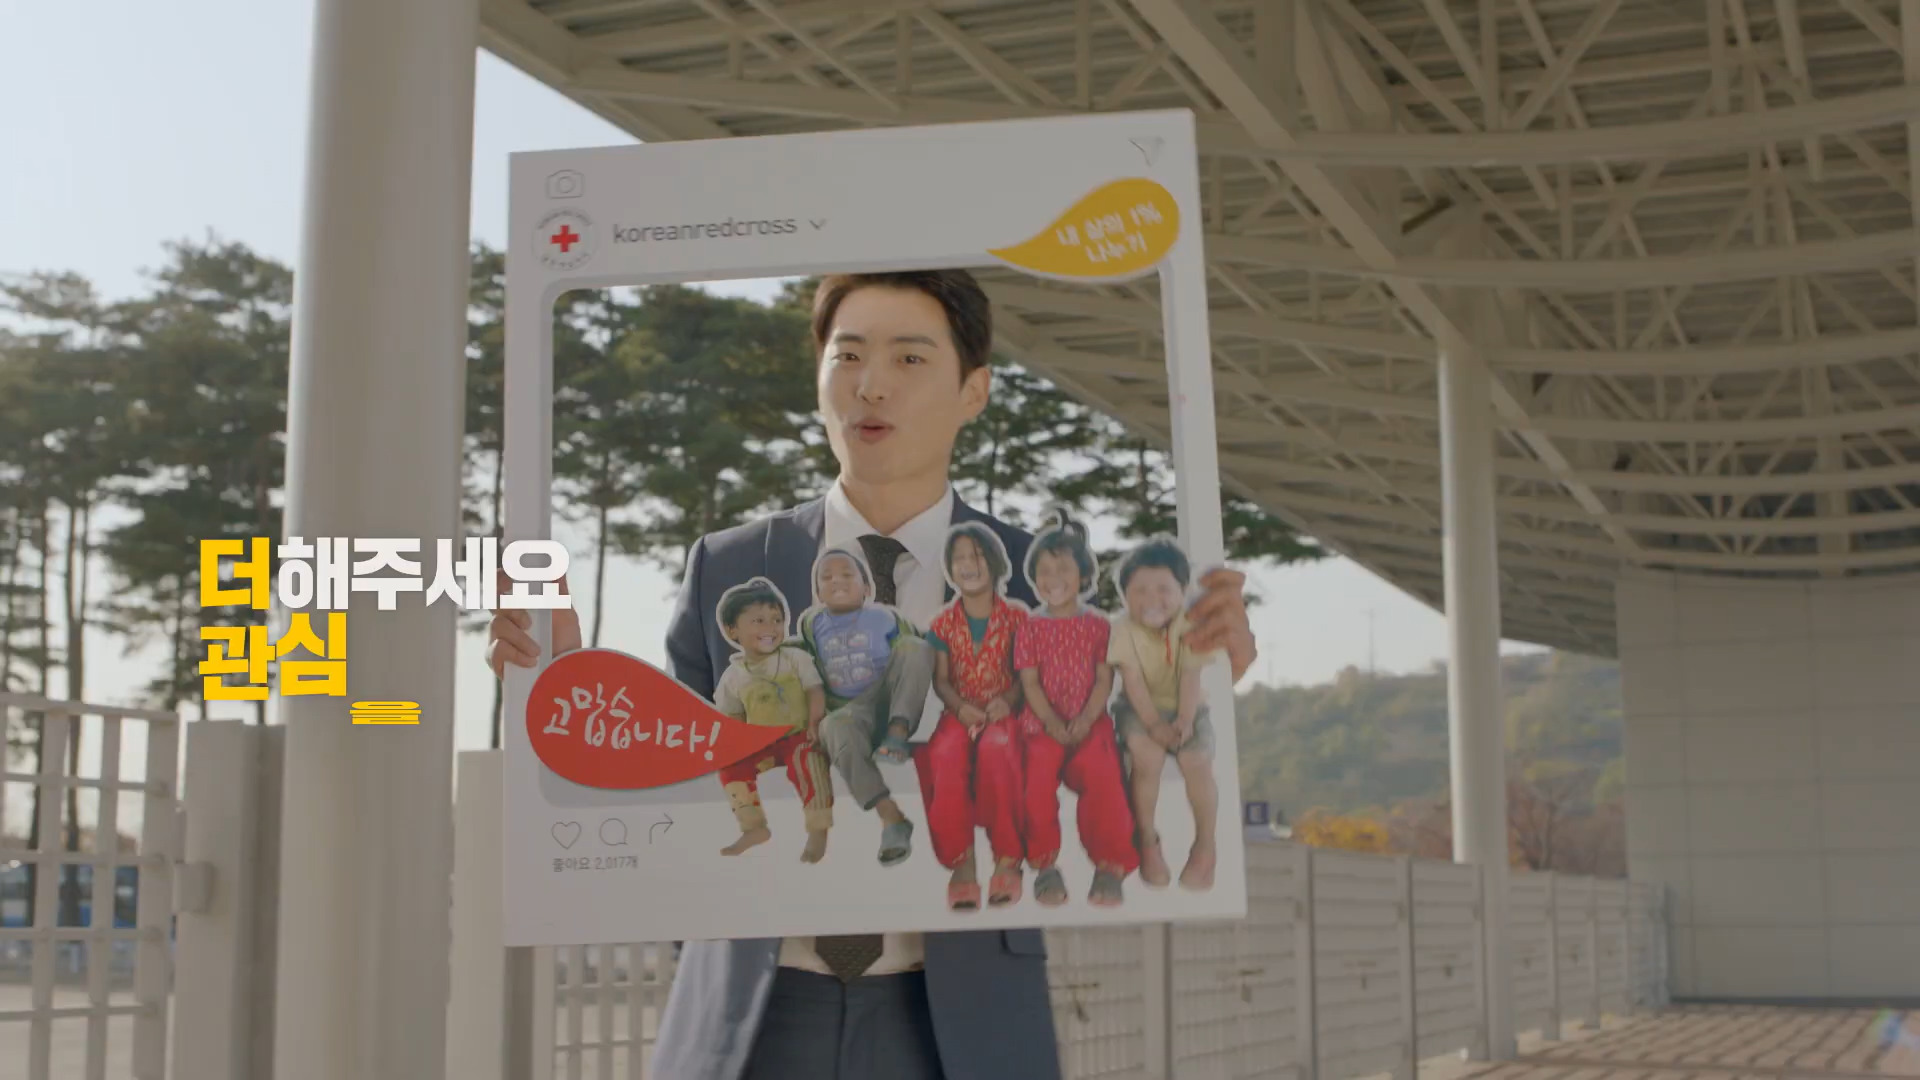 koreanredcross
내 삶의 1%
나누기
더해주세요
관심을
고맙습니다!
좋아요 2,017개